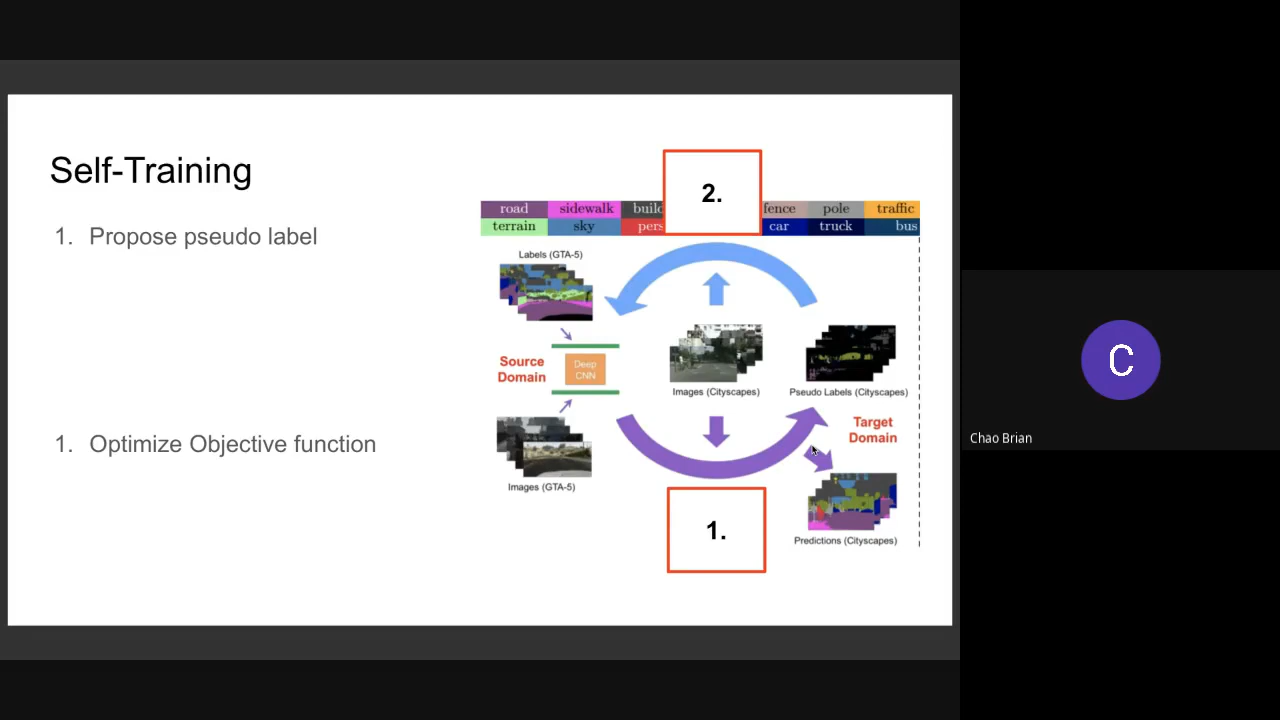 Self-Training
1. Propose pseudo label
1. Optimize Objective function
2.
road sidewalk build fence pole traffic
terrain sky pers car truck bus
Labels (GTA-5)
Source
Domain
Deep
CNN
Images (GTA-5)
Images (Cityscapes)
Pseudo Labels (Cityscapes)
Target
Domain
1.
Predictions (Cityscapes)
C
Chao Brian